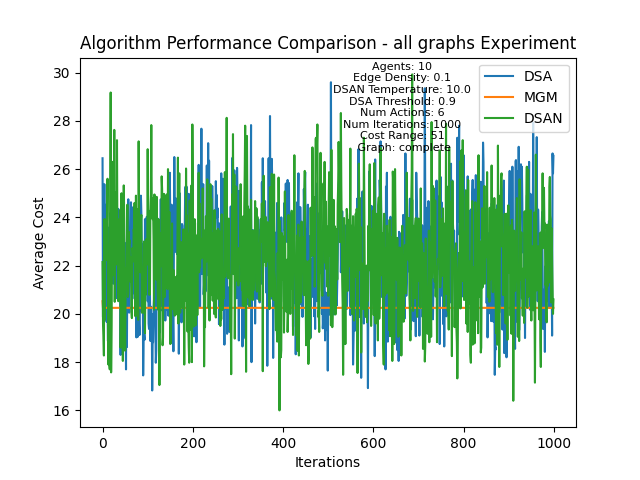 Algorithm Performance Comparison - all graphs Experiment
Agents: 10
Edge Density: 0.1
DSAN Temperature: 10.0
DSA Threshold: 0.9
Num Actions: 6
Num Iterations: 1000
Cost Range: 51
Graph: complete
DSA
MGM
DSAN
Average Cost
30
28
26
24
22
20
18
16
0
200
400
600
800
1000
Iterations